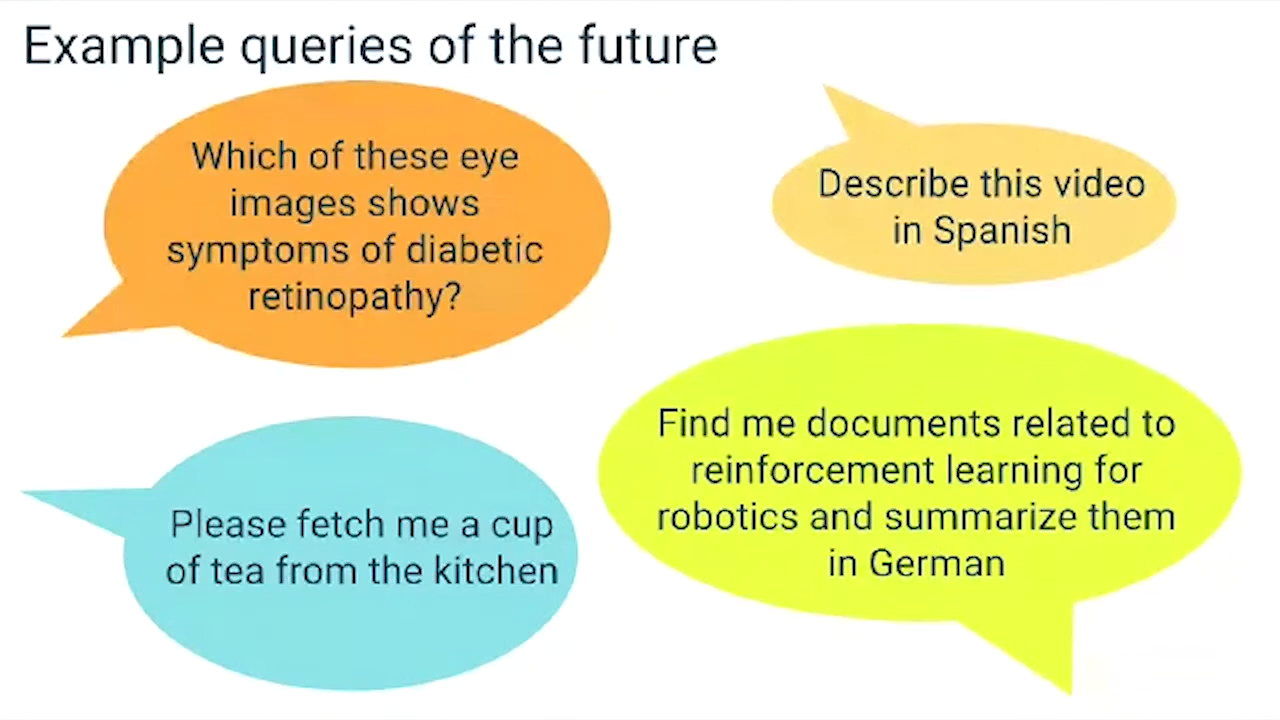 Example queries of the future
Which of these eye
images shows
symptoms of diabetic
retinopathy?
Describe this video
in Spanish
Please fetch me a cup
of tea from the kitchen
Find me documents related to
reinforcement learning for
robotics and summarize them
in German